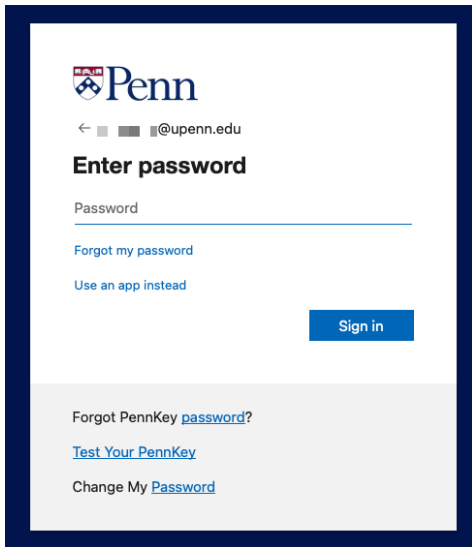 Penn
@upenn.edu
Enter password
Password
Forgot my password
Use an app instead
Sign in
Forgot PennKey password?
Test Your PennKey
Change My Password